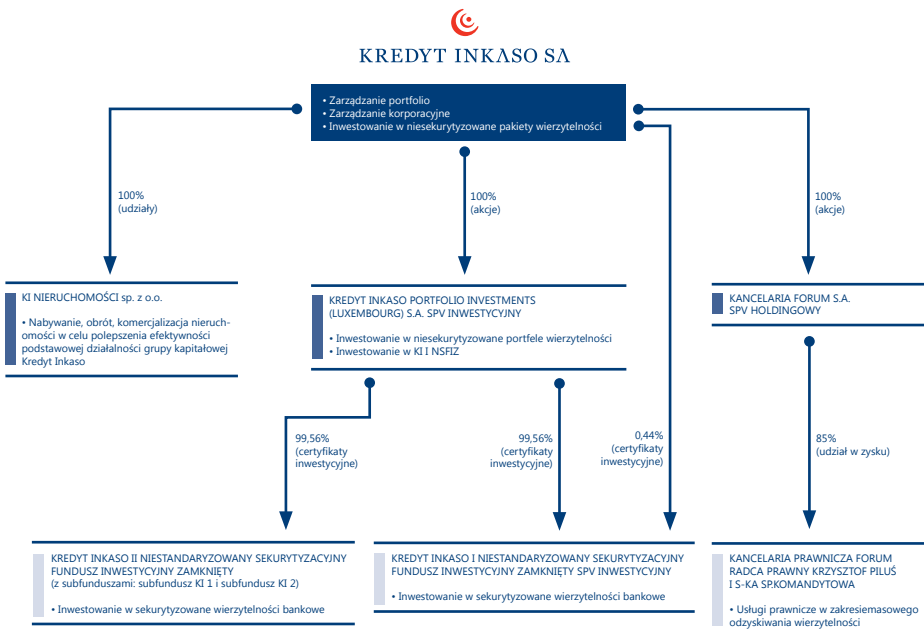 KREDYT INKASO SA
• Zarządzanie portfolio
• Zarządzanie korporacyjne
• Inwestowanie w niesekurytyzowane pakiety wierzytelności
100%
(udziały)
100%
(akcje)
100%
(akcje)
KI NIERUCHOMOŚCI sp. z o.o.
• Nabywanie, obrót, komercjalizacja nieruch-
omości w celu polepszenia efektywności
podstawowej działalności grupy kapitałowej
Kredyt Inkaso
KREDYT INKASO PORTFOLIO INVESTMENTS
(LUXEMBOURG) S.A. SPV INWESTYCYJNY
• Inwestowanie w niesekurytyzowane portfele wierzytelności
• Inwestowanie w KI I NSFIZ
KANCELARIA FORUM S.A.
SPV HOLDINGOWY
99,56%
(certyfikaty
inwestycyjne)
99,56%
(certyfikaty
inwestycyjne)
0,44%
(certyfikaty
inwestycyjne)
85%
(udział w zysku)
KREDYT INKASO II NIESTANDARYZOWANY SEKURYTYZACYJNY
FUNDUSZ INWESTYCYJNY ZAMKNIĘTY
(z subfunduszami: subfundusz KI 1 i subfundusz KI 2)
• Inwestowanie w sekurytyzowane wierzytelności bankowe
KREDYT INKASO I NIESTANDARYZOWANY SEKURYTYZACYJNY
FUNDUSZ INWESTYCYJNY ZAMKNIĘTY SPV INWESTYCYJNY
• Inwestowanie w sekurytyzowane wierzytelności bankowe
KANCELARIA PRAWNICZA FORUM
RADCA PRAWNY KRZYSZTOF PILUŚ
I S-KA SP.KOMANDYTOWA
• Usługi prawnicze w zakresiemasowego
odzyskiwania wierzytelności